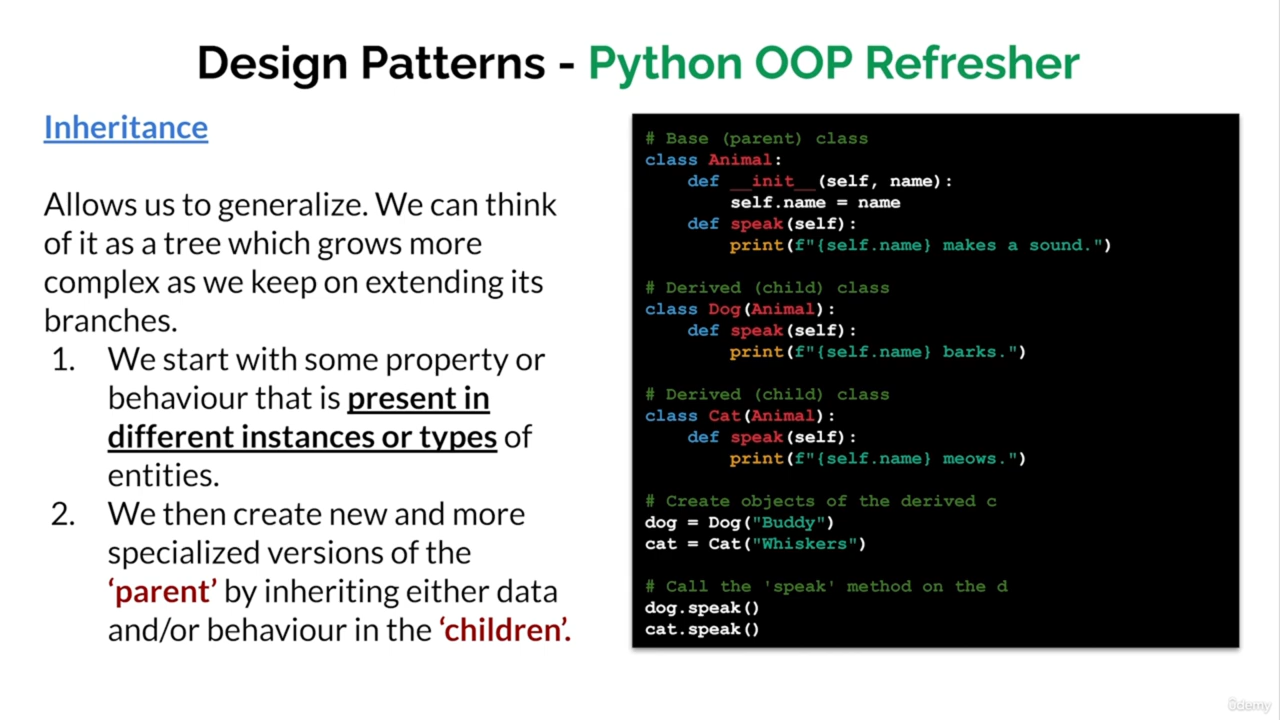 Design Patterns - Python OOP Refresher
Inheritance
Allows us to generalize. We can think
of it as a tree which grows more
complex as we keep on extending its
branches.
1. We start with some property or
behaviour that is present in
different instances or types of
entities.
2. We then create new and more
specialized versions of the
‘parent’ by inheriting either data
and/or behaviour in the ‘children’.
# Base (parent) class
class Animal:
    def __init__(self, name):
        self.name = name
    def speak(self):
        print(f"{self.name} makes a sound.")
# Derived (child) class
class Dog(Animal):
    def speak(self):
        print(f"{self.name} barks.")
# Derived (child) class
class Cat(Animal):
    def speak(self):
        print(f"{self.name} meows.")
# Create objects of the derived c
dog = Dog("Buddy")
cat = Cat("Whiskers")
# Call the 'speak' method on the d
dog.speak()
cat.speak()
ûdemy